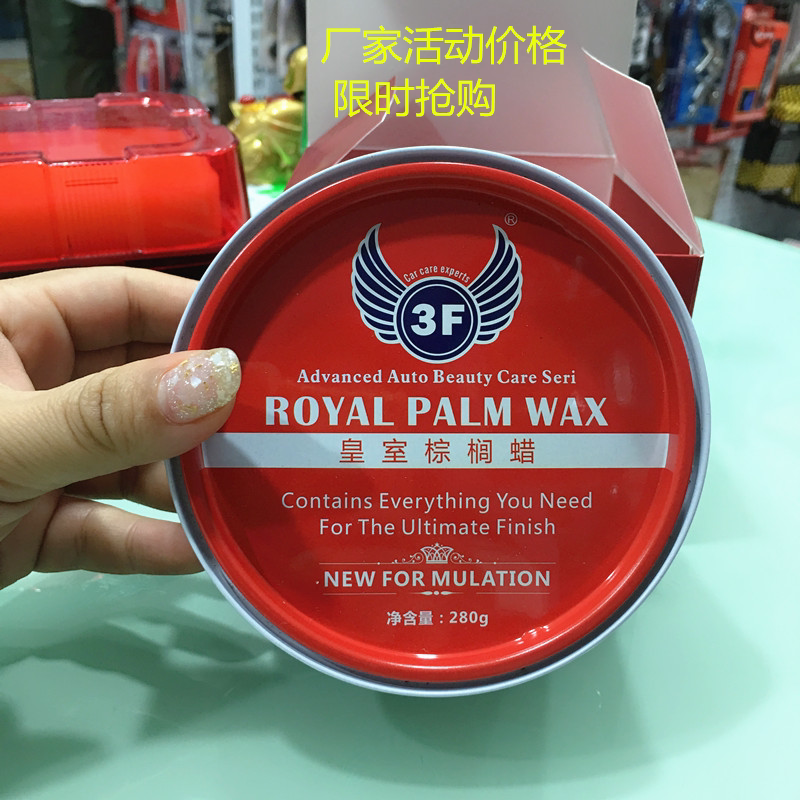 厂家活动价格
限时抢购
®
Car care experts
3F
Advanced Auto Beauty Care Seri
ROYAL PALM WAX
皇室棕榈蜡
Contains Everything You Need
For The Ultimate Finish
NEW FOR MULATION
净含量：280g